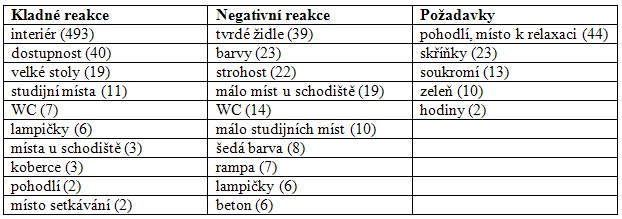 Kladné reakce Negativní reakce Požadavky
interiér (493) tvrdé židle (39) pohodlí, místo k relaxaci (44)
dostupnost (40) barvy (23) skříňky (23)
velké stoly (19) strohost (22) soukromí (13)
studijní místa (11) málo míst u schodiště (19) zeleň (10)
WC (7) WC (14) hodiny (2)
lampičky (6) málo studijních míst (10)
místa u schodiště (3) šedá barva (8)
koberce (3) rampa (7)
pohodlí (2) lampičky (6)
místo setkávání (2) beton (6)